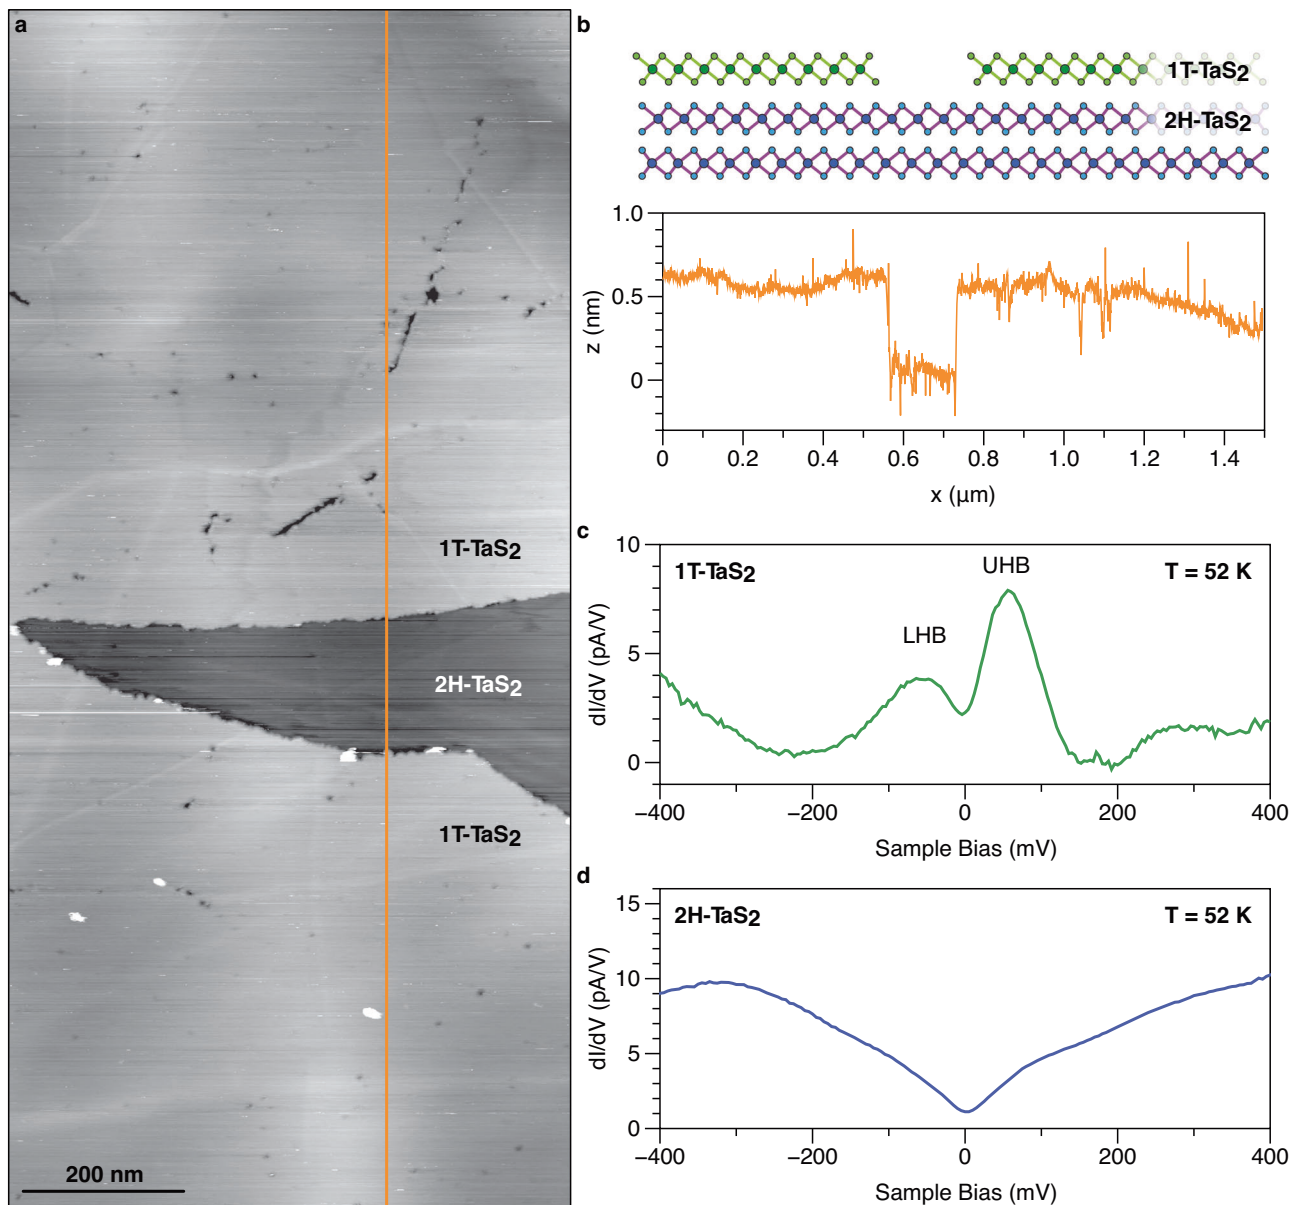 a
1T-TaS2
2H-TaS2
1T-TaS2
200 nm
b
1T-TaS2
2H-TaS2
1.0
0.5
0
z (nm)
0 0.2 0.4 0.6 0.8 1.0 1.2 1.4
x (μm)
c
10
5
0
dI/dV (pA/V)
1T-TaS2
LHB
UHB
T = 52 K
−400 −200 0 200 400
Sample Bias (mV)
d
15
10
5
0
dI/dV (pA/V)
2H-TaS2
T = 52 K
−400 −200 0 200 400
Sample Bias (mV)